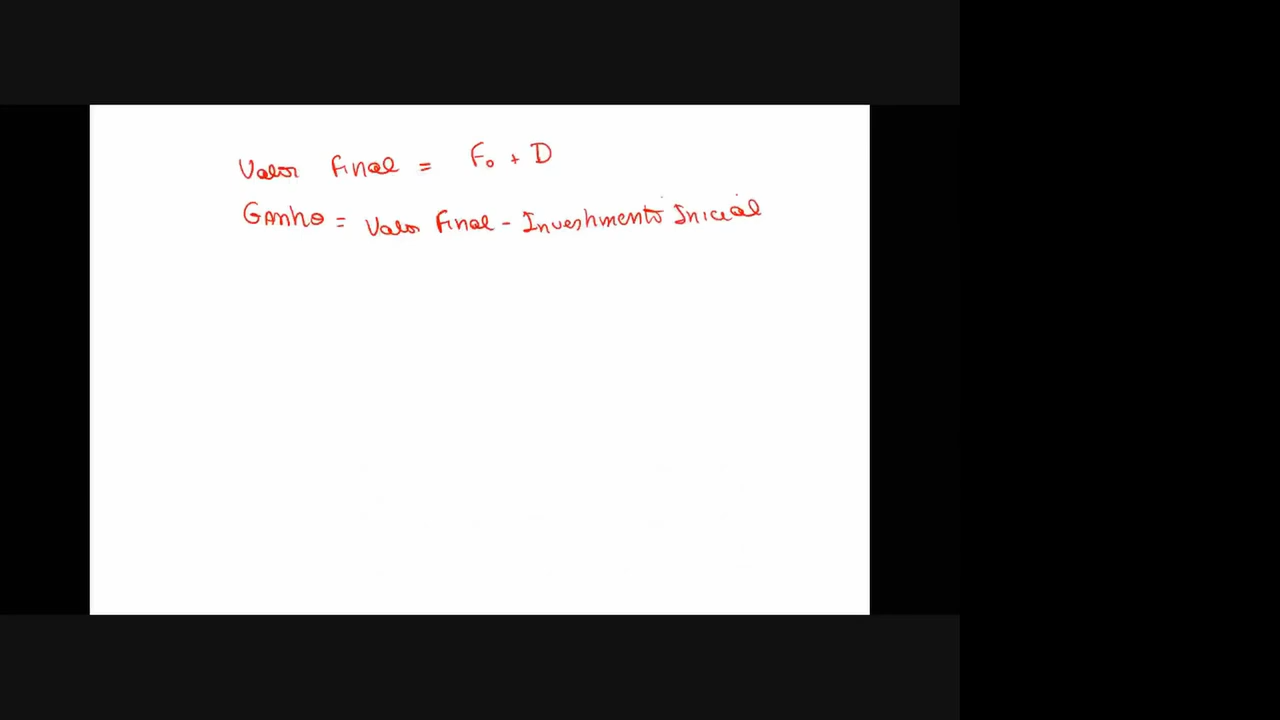 Valor Final = F₀ + D
GAnho = Valor Final - Investimento Inicial